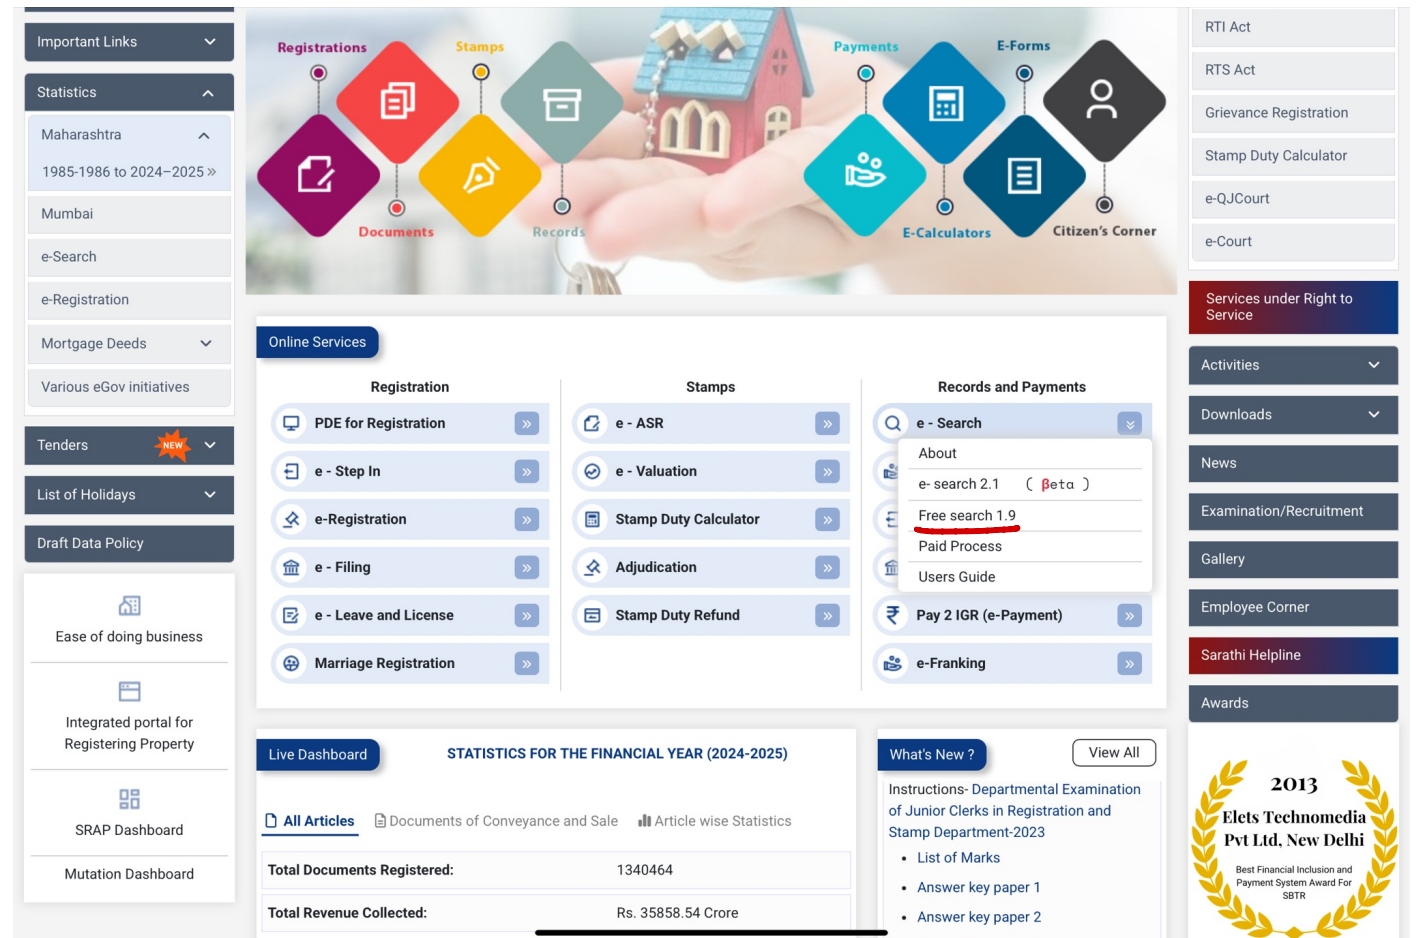 Important Links
Statistics
Maharashtra
1985-1986 to 2024–2025 »
Mumbai
e-Search
e-Registration
Mortgage Deeds
Various eGov initiatives
Tenders NEW
List of Holidays
Draft Data Policy
Ease of doing business
Integrated portal for
Registering Property
SRAP Dashboard
Mutation Dashboard
Registrations
Stamps
Payments
E-Forms
Documents
Records
E-Calculators
Citizen's Corner
Online Services
Registration
PDE for Registration
e - Step In
e-Registration
e - Filing
e - Leave and License
Marriage Registration
Stamps
e - ASR
e - Valuation
Stamp Duty Calculator
Adjudication
Stamp Duty Refund
Records and Payments
e - Search
About
e- search 2.1 ( βeta )
Free search 1.9
Paid Process
Users Guide
Pay 2 IGR (e-Payment)
e-Franking
Live Dashboard
STATISTICS FOR THE FINANCIAL YEAR (2024-2025)
All Articles
Documents of Conveyance and Sale
Article wise Statistics
Total Documents Registered: 1340464
Total Revenue Collected: Rs. 35858.54 Crore
What's New ?
View All
Instructions- Departmental Examination
of Junior Clerks in Registration and
Stamp Department-2023
List of Marks
Answer key paper 1
Answer key paper 2
RTI Act
RTS Act
Grievance Registration
Stamp Duty Calculator
e-QJCourt
e-Court
Services under Right to
Service
Activities
Downloads
News
Examination/Recruitment
Gallery
Employee Corner
Sarathi Helpline
Awards
2013
Elets Technomedia
Pvt Ltd, New Delhi
Best Financial Inclusion and
Payment System Award For
SBTR